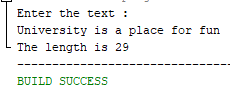 Enter the text :
University is a place for fun
The length is 29
------------------------------
BUILD SUCCESS